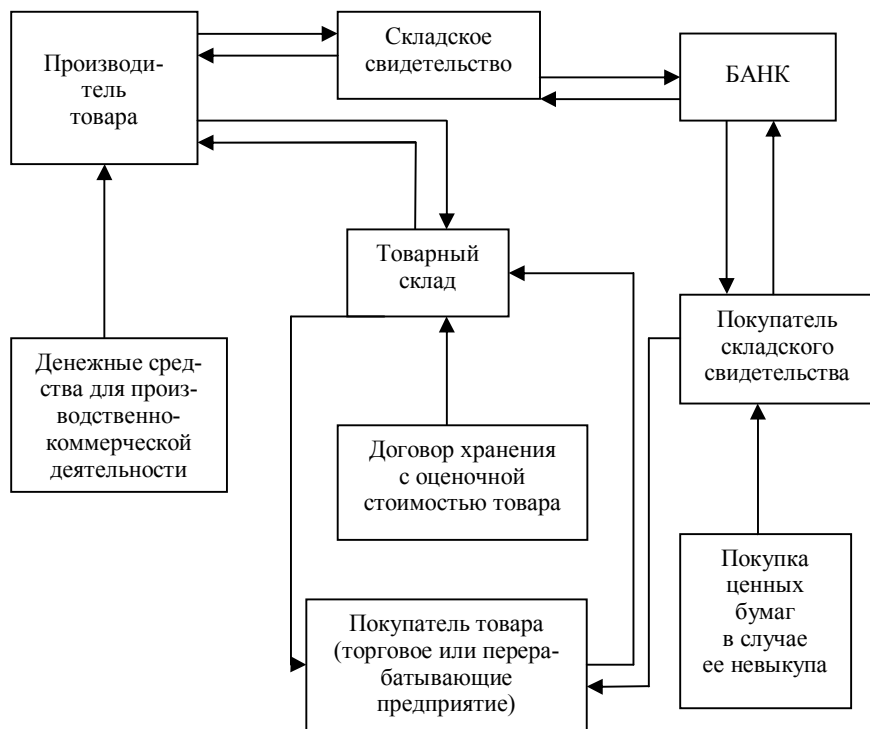 Производи-
тель
товара
Складское
свидетельство
БАНК
Товарный
склад
Покупатель
складского
свидетельства
Денежные сред-
ства для произ-
водственно-
коммерческой
деятельности
Договор хранения
с оценочной
стоимостью товара
Покупка
ценных
бумаг
в случае
ее невыкупа
Покупатель товара
(торговое или перера-
батывающие
предприятие)